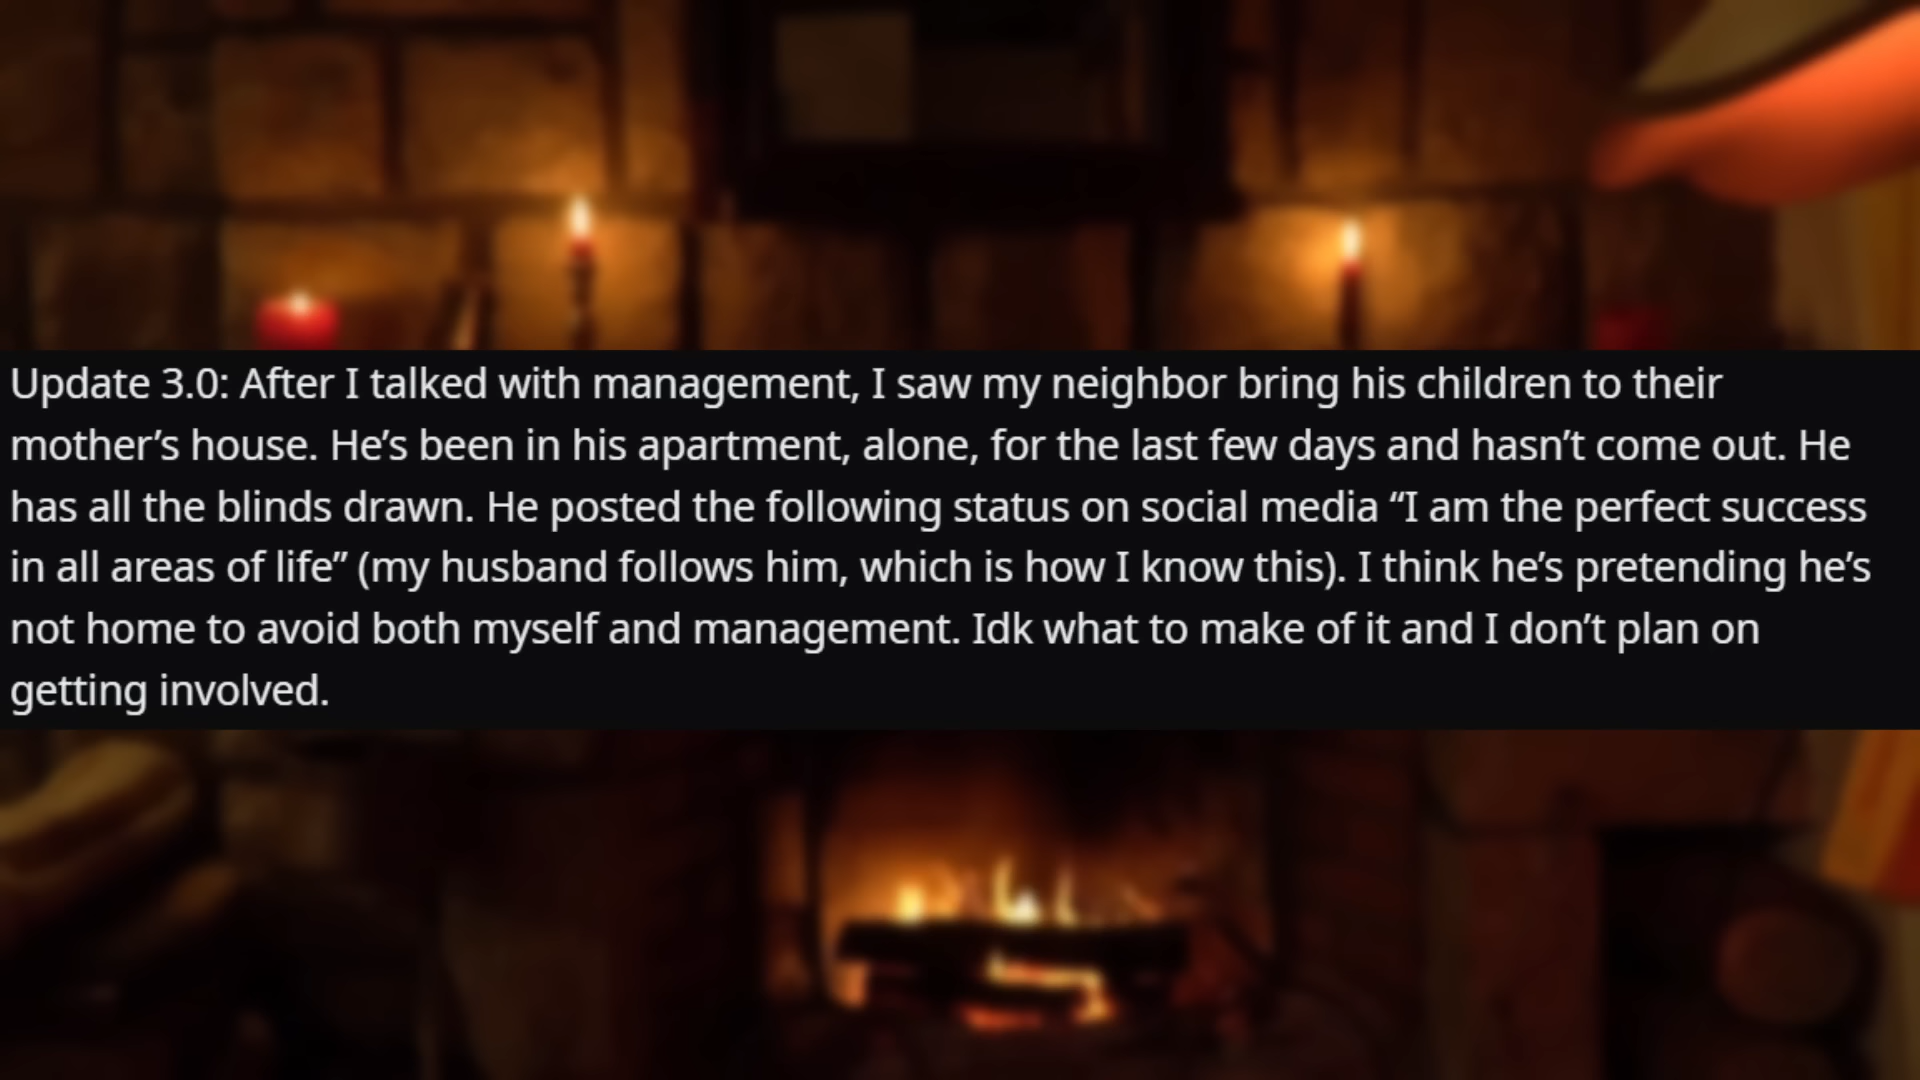 Update 3.0: After I talked with management, I saw my neighbor bring his children to their
mother’s house. He’s been in his apartment, alone, for the last few days and hasn’t come out. He
has all the blinds drawn. He posted the following status on social media “I am the perfect success
in all areas of life” (my husband follows him, which is how I know this). I think he’s pretending he’s
not home to avoid both myself and management. Idk what to make of it and I don’t plan on
getting involved.